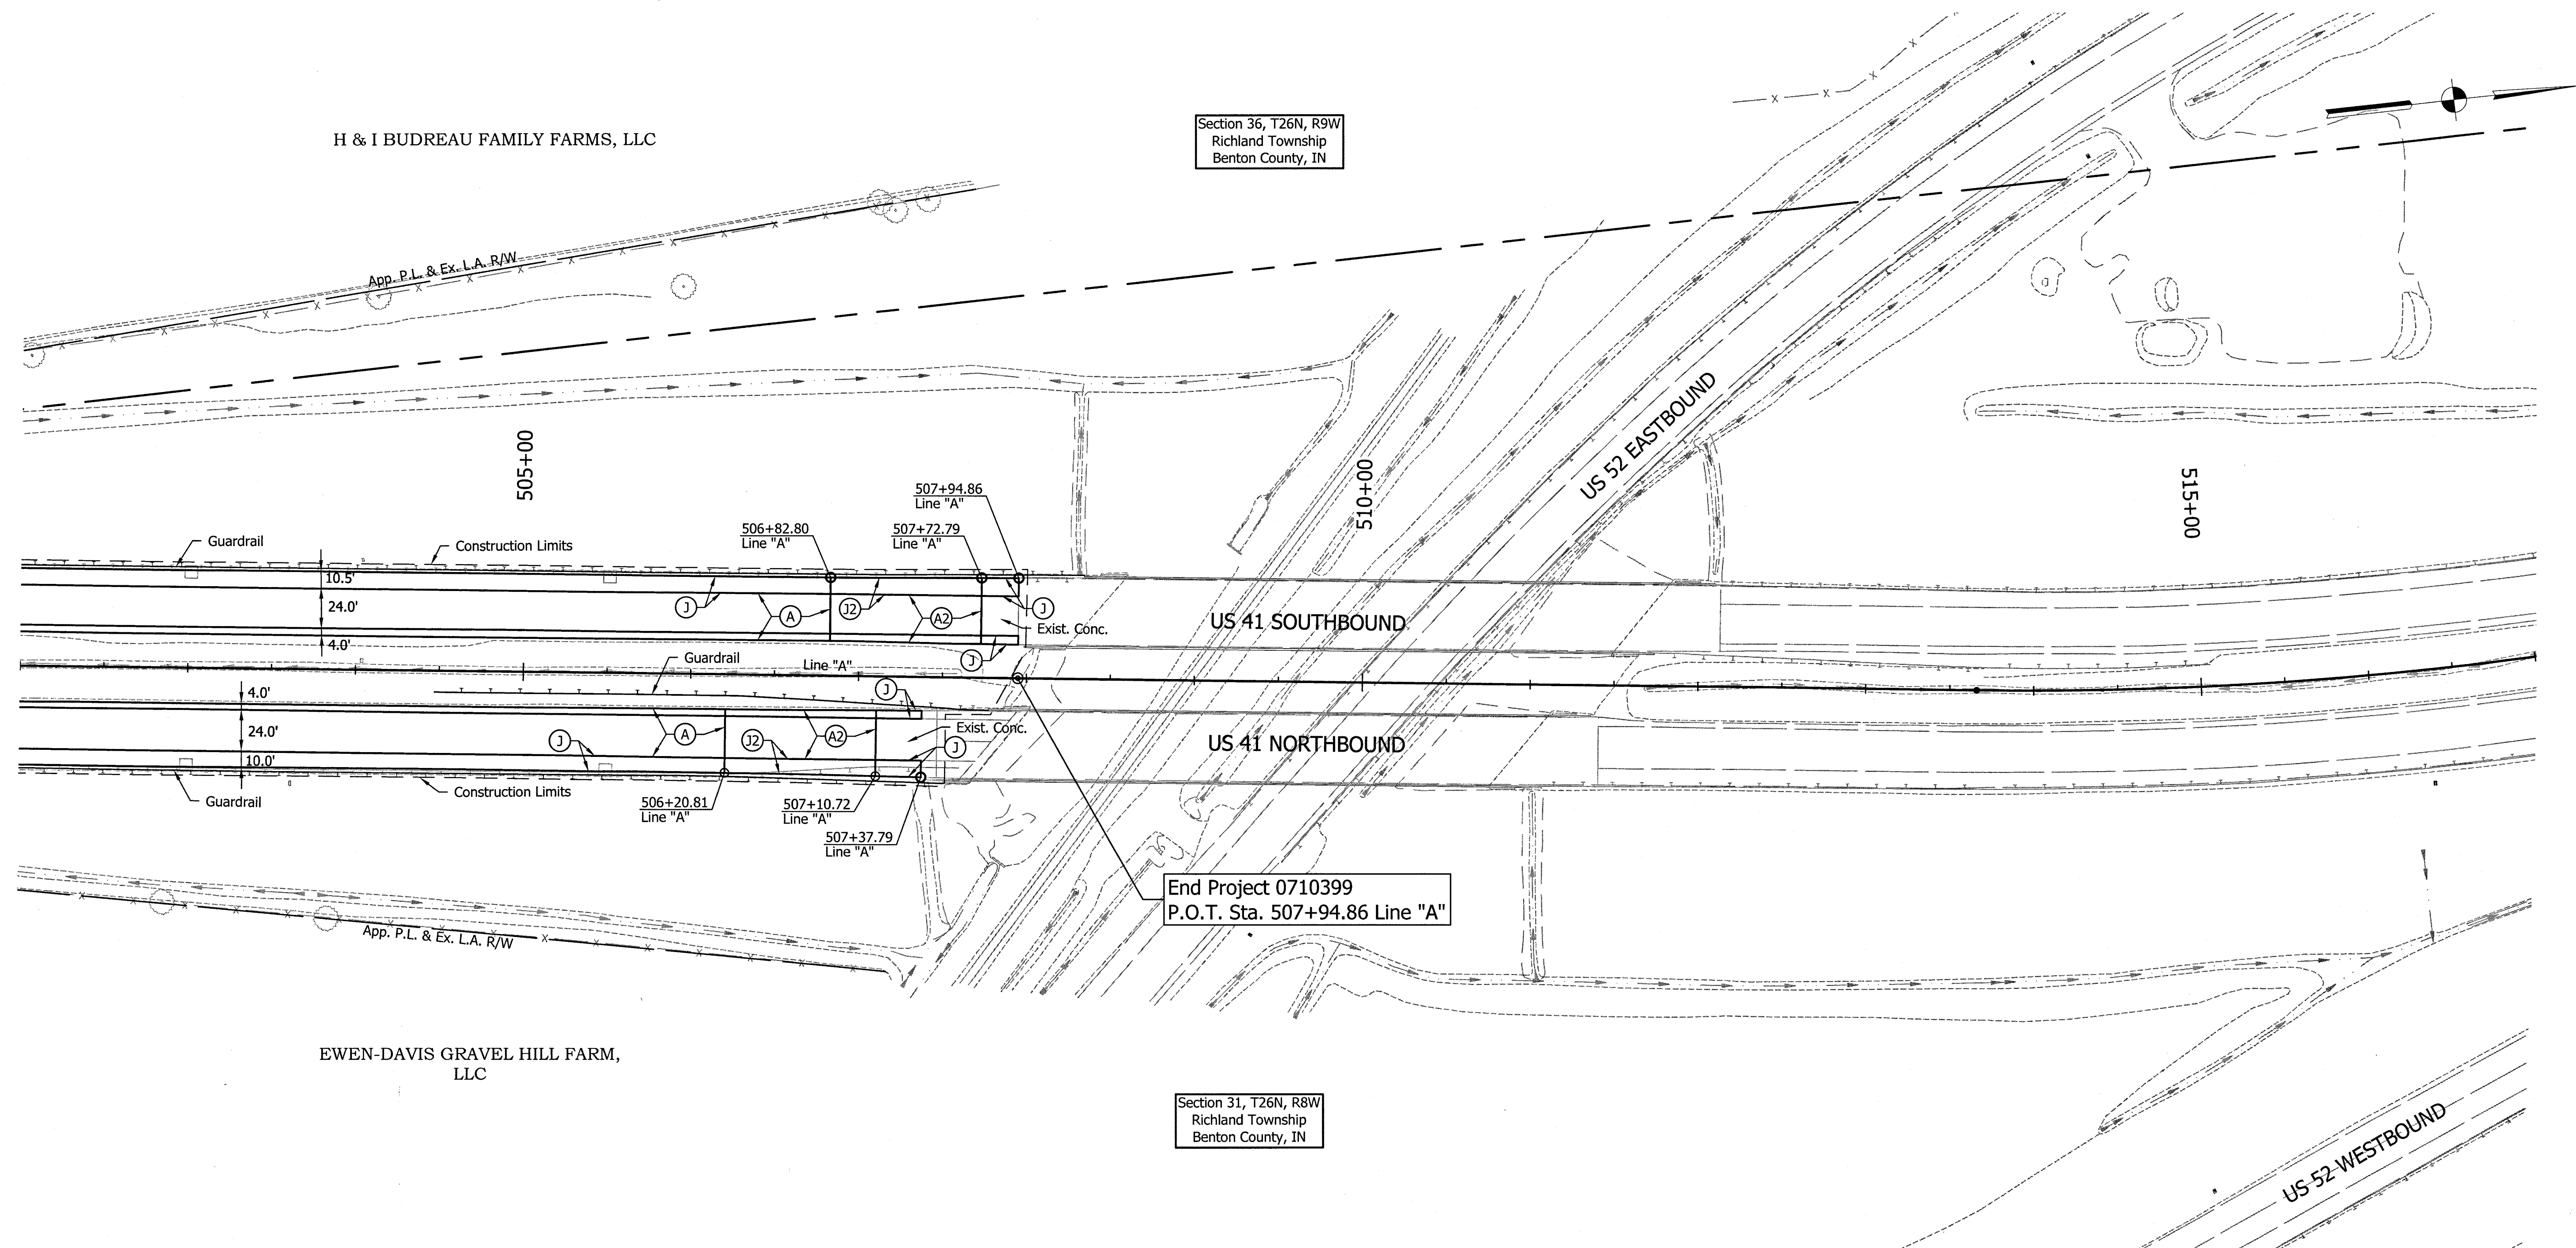 H & I BUDREAU FAMILY FARMS, LLC
Section 36, T26N, R9W
Richland Township
Benton County, IN
App. P.L. & Ex. L.A. R/W
505+00
510+00
515+00
US 52 EASTBOUND
507+94.86
Line "A"
506+82.80
Line "A"
507+72.79
Line "A"
Guardrail
Construction Limits
10.5'
24.0'
4.0'
J
A
J2
A2
J
Exist. Conc.
J
US 41 SOUTHBOUND
Guardrail
Line "A"
4.0'
24.0'
10.0'
J
J
A
J2
A2
Exist. Conc.
J
US 41 NORTHBOUND
Guardrail
Construction Limits
506+20.81
Line "A"
507+10.72
Line "A"
507+37.79
Line "A"
End Project 0710399
P.O.T. Sta. 507+94.86 Line "A"
App. P.L. & Ex. L.A. R/W
EWEN-DAVIS GRAVEL HILL FARM,
LLC
Section 31, T26N, R8W
Richland Township
Benton County, IN
US 52 WESTBOUND